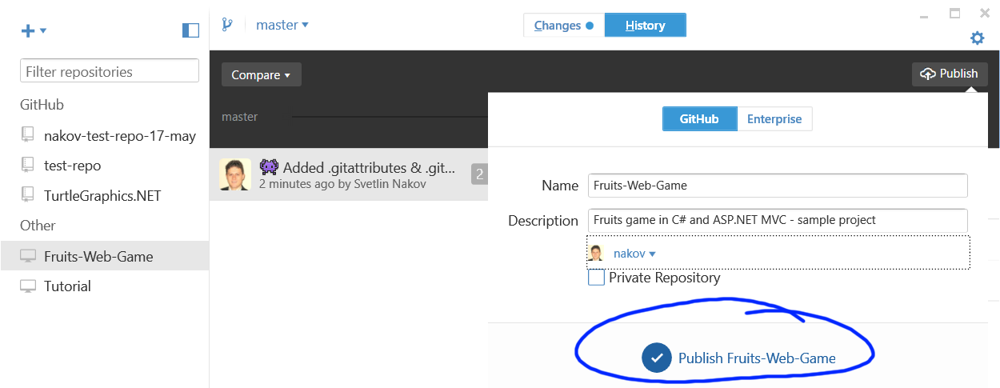 master
Changes
History
Filter repositories
GitHub
nakov-test-repo-17-may
test-repo
TurtleGraphics.NET
Other
Fruits-Web-Game
Tutorial
Compare
Publish
master
Added .gitattributes & .git...
2 minutes ago by Svetlin Nakov
2
GitHub
Enterprise
Name
Fruits-Web-Game
Description
Fruits game in C# and ASP.NET MVC - sample project
nakov
Private Repository
Publish Fruits-Web-Game